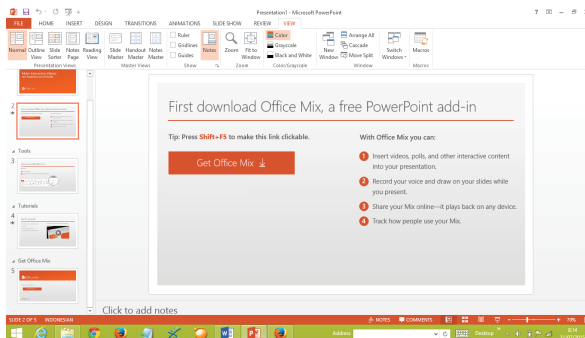 Presentation1 - Microsoft PowerPoint
FILE HOME INSERT DESIGN TRANSITIONS ANIMATIONS SLIDE SHOW REVIEW VIEW
Normal Outline View Slide Sorter Notes Page Reading View
Presentation Views
Slide Master Handout Master Notes Master
Master Views
Ruler
Gridlines
Guides
Show
Notes
Zoom Fit to Window
Zoom
Color
Grayscale
Black and White
Color/Grayscale
New Window
Arrange All
Cascade
Move Split
Switch Windows
Window
Macros
Macros
2
Tools
3
Tutorials
4
Get Office Mix
5
First download Office Mix, a free PowerPoint add-in
Tip: Press Shift+F5 to make this link clickable.
Get Office Mix
With Office Mix you can:
1 Insert videos, polls, and other interactive content
into your presentation.
2 Record your voice and draw on your slides while
you present.
3 Share your Mix online—it plays back on any device.
4 Track how people use your Mix.
Click to add notes
SLIDE 2 OF 5 INDONESIAN
NOTES COMMENTS 70%
Address Desktop 8:14